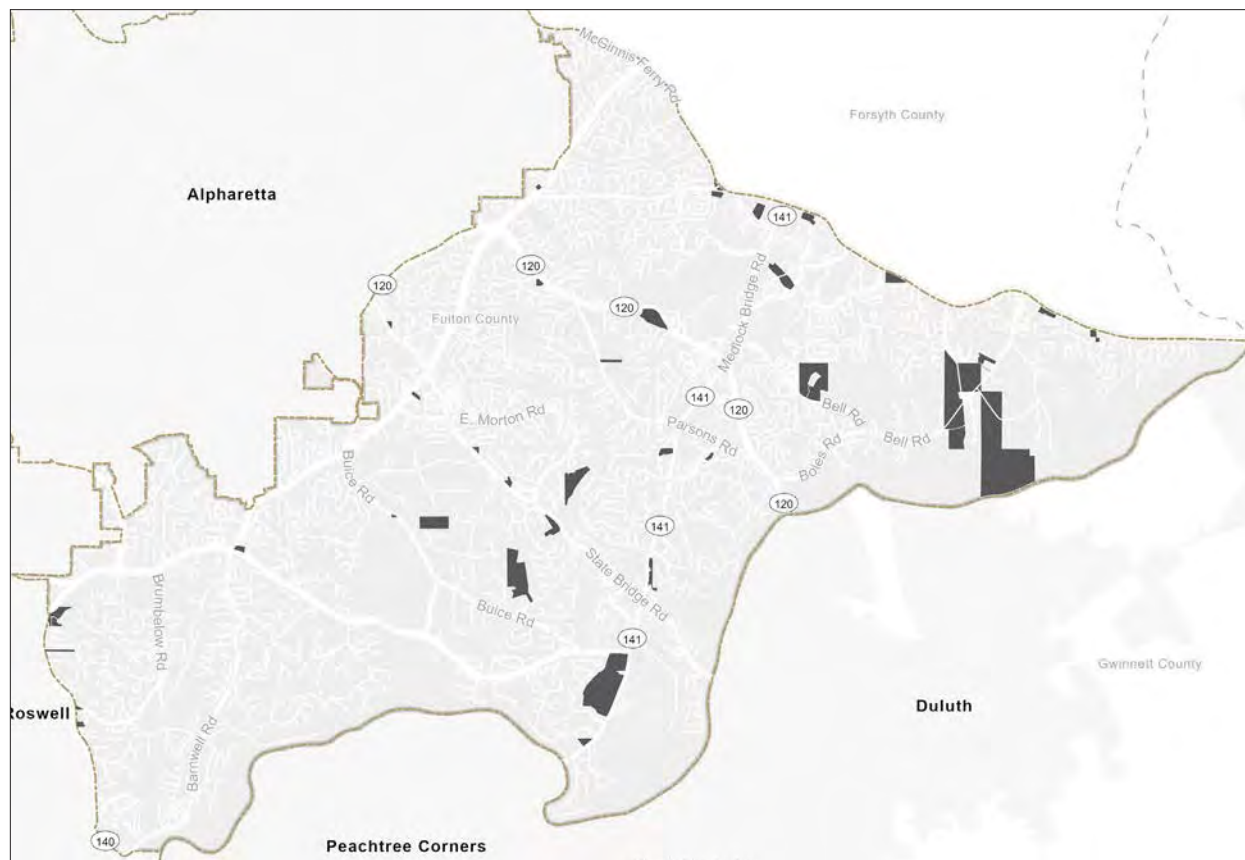 McGinnis Ferry Rd
Forsyth County
Alpharetta
141
120
120
120
Fulton County
Medlock Bridge Rd
141
120
E. Morton Rd
Bell Rd
Parsons Rd
Bell Rd
Boles Rd
Buice Rd
120
141
State Bridge Rd
Brumbelow Rd
Buice Rd
141
Gwinnett County
Roswell
Duluth
Barnwell Rd
140
Peachtree Corners